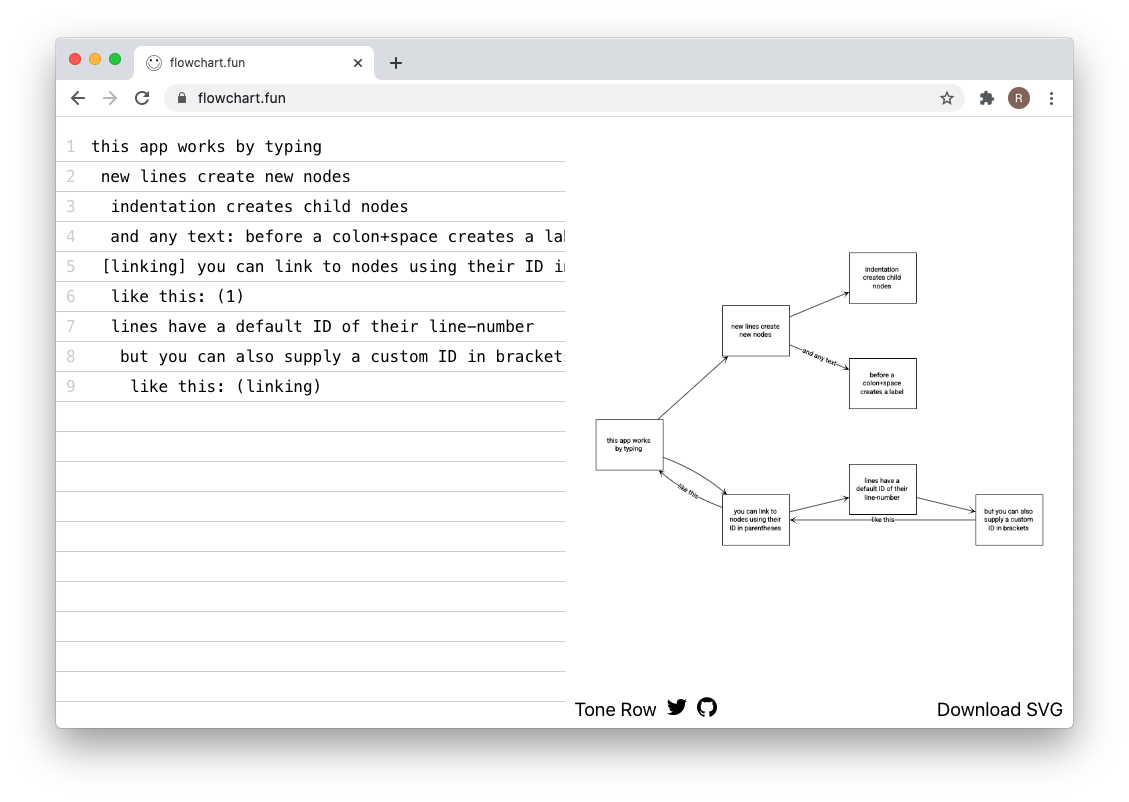 flowchart.fun
flowchart.fun
R
1 this app works by typing
2 new lines create new nodes
3 indentation creates child nodes
4 and any text: before a colon+space creates a
5 [linking] you can link to nodes using their ID
6 like this: (1)
7 lines have a default ID of their line-number
8 but you can also supply a custom ID in bracket
9 like this: (linking)
indentation
creates child
nodes
new lines create
new nodes
and any text
before a
colon+space
creates a label
this app works
by typing
like this
lines have a
default ID of their
line-number
you can link to
nodes using their
ID in parentheses
like this
but you can also
supply a custom
ID in brackets
Tone Row
Download SVG